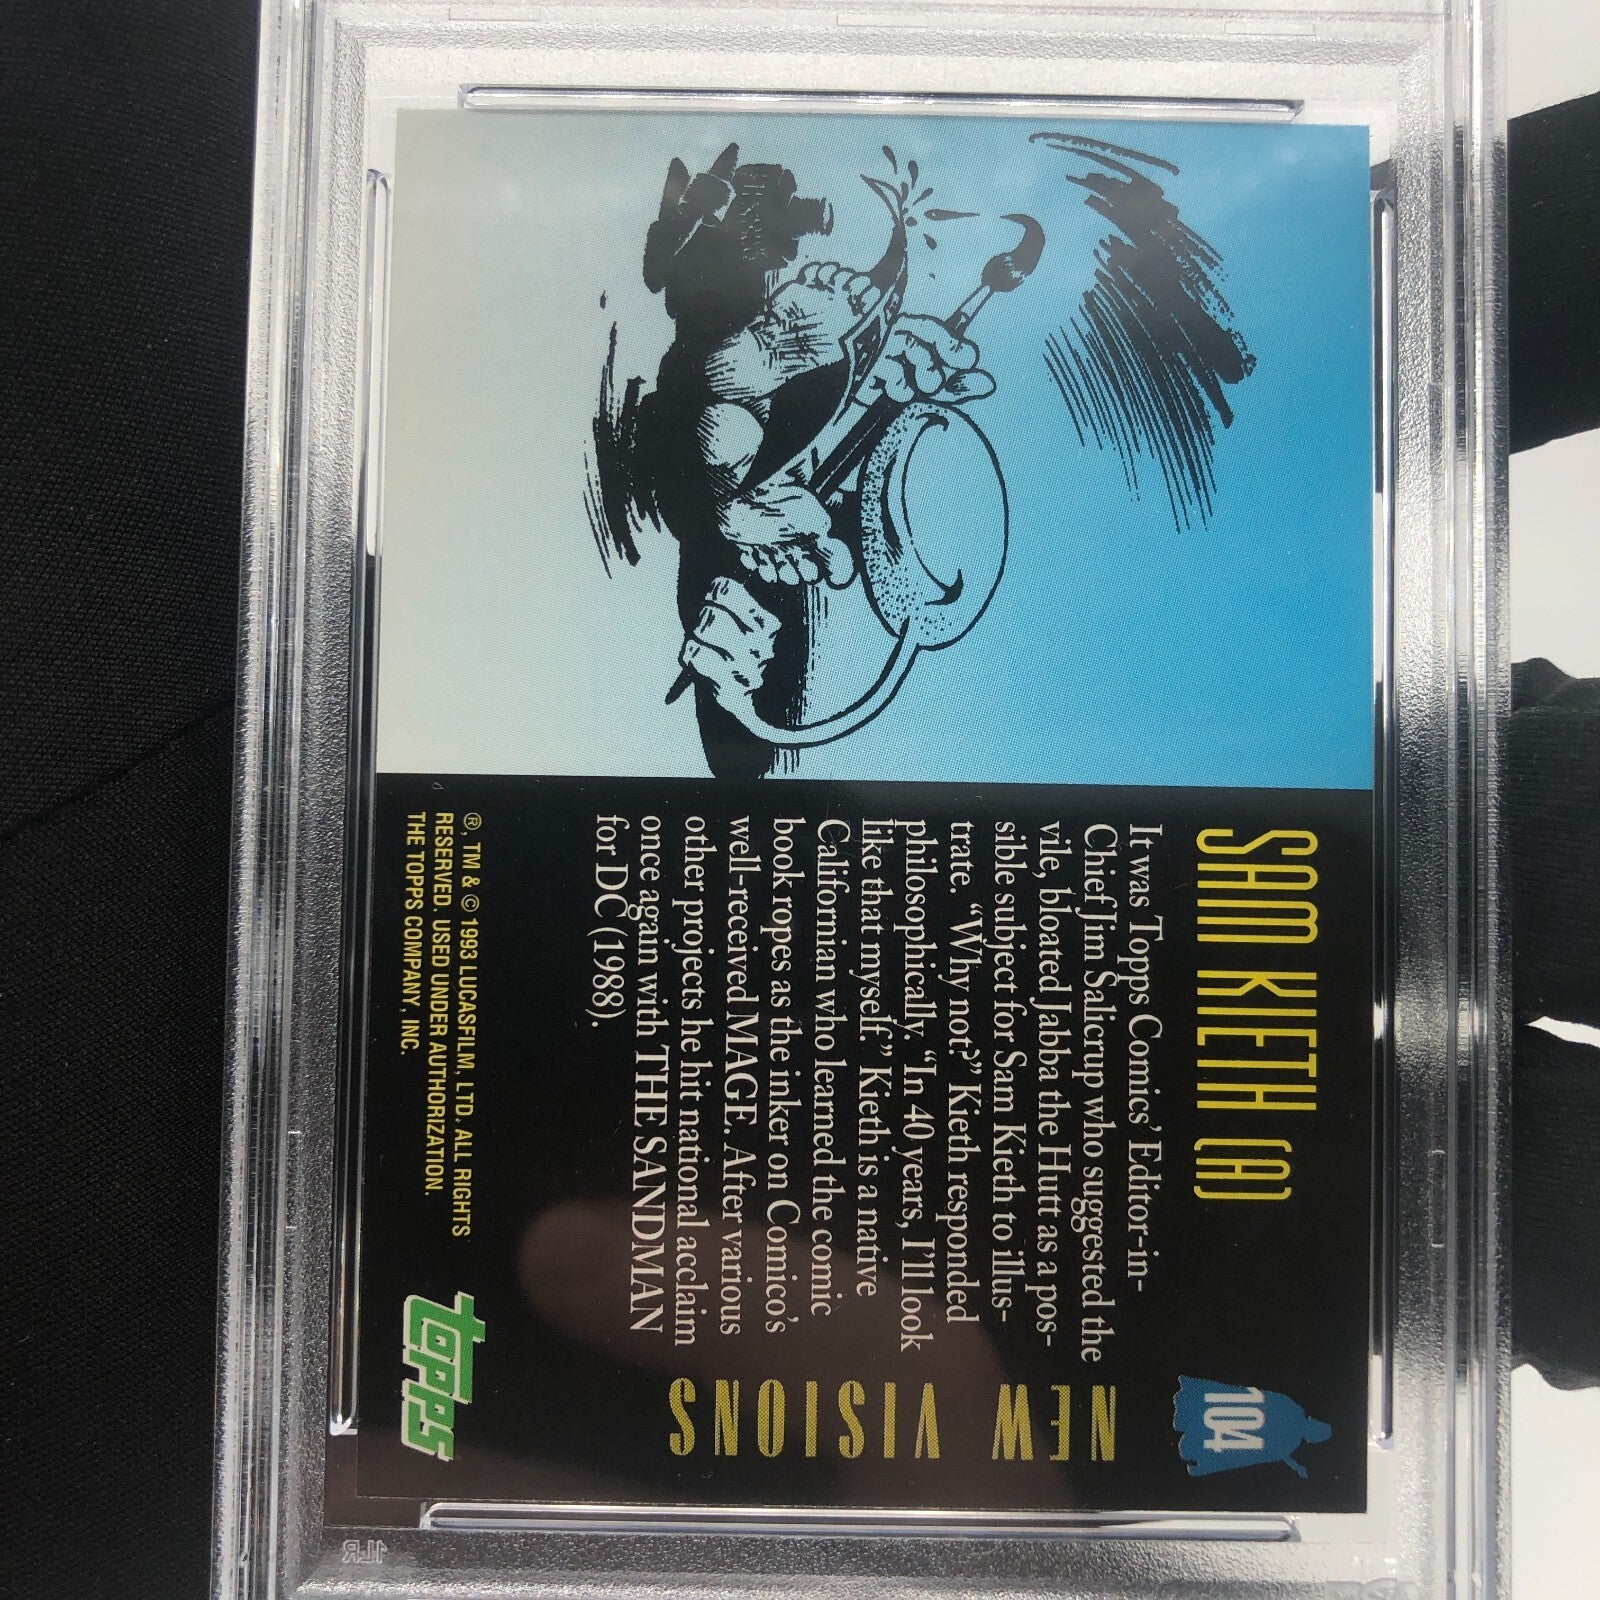 SAM KIETH (A)
It was Topps Comics' Editor-in-
Chief Jim Salicrup who suggested the
vile, bloated Jabba the Hutt as a pos-
sible subject for Sam Kieth to illus-
trate. "Why not?" Kieth responded
philosophically. "In 40 years, I'll look
like that myself." Kieth is a native
Californian who learned the comic
book ropes as the inker on Comico's
well-received MAGE. After various
other projects he hit national acclaim
once again with THE SANDMAN
for DC (1988).
®, TM & © 1993 LUCASFILM, LTD. ALL RIGHTS
RESERVED. USED UNDER AUTHORIZATION.
THE TOPPS COMPANY, INC.
104
NEW VISIONS
topps
1LR